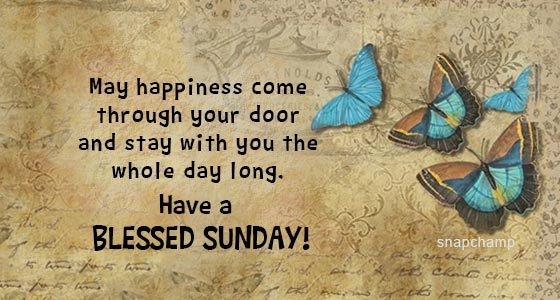 May happiness come
through your door
and stay with you the
whole day long.
Have a
BLESSED SUNDAY!
snapchamp